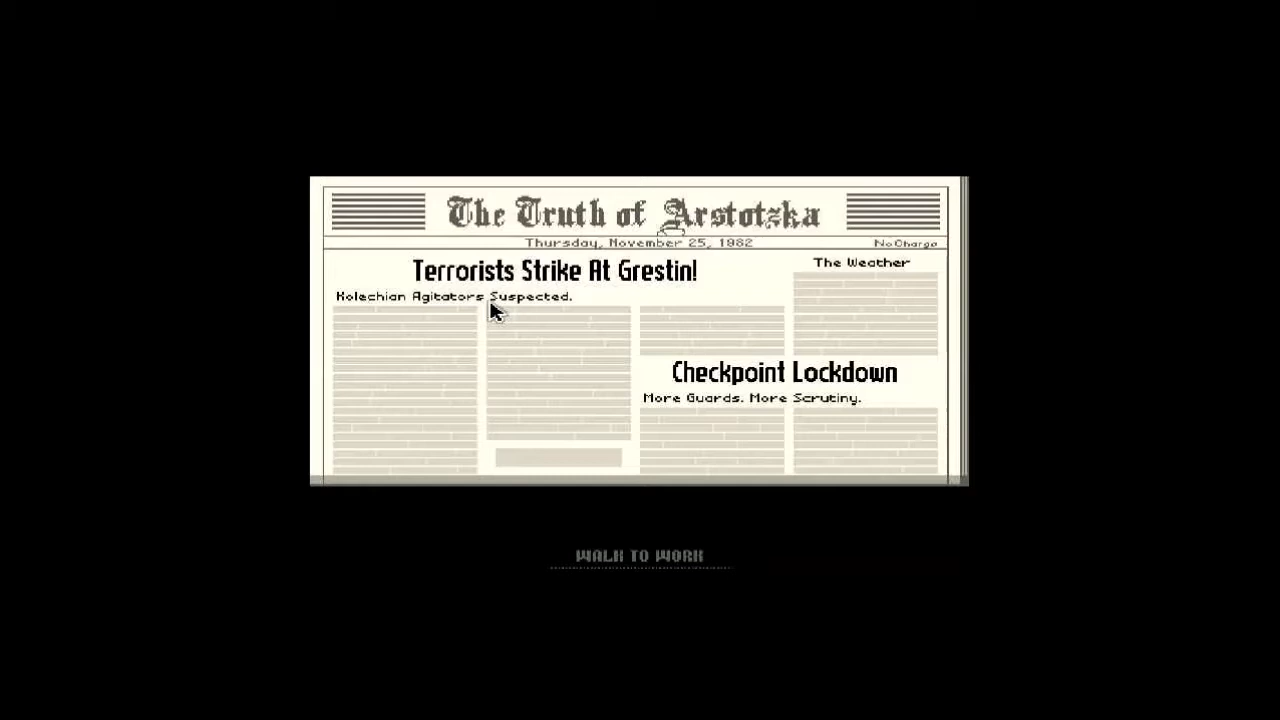 The Truth of Arstotzka
Thursday, November 25, 1982
No Charge
Terrorists Strike At Grestin!
Kolechian Agitators Suspected.
The Weather
Checkpoint Lockdown
More Guards. More Scrutiny.
WALK TO WORK